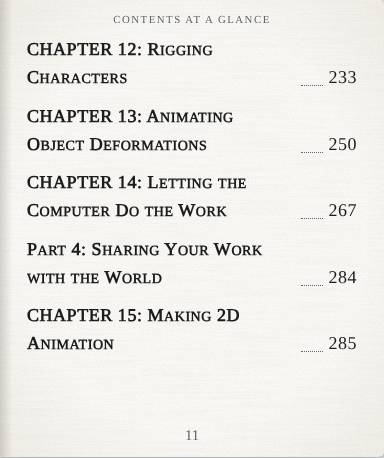 CONTENTS AT A GLANCE
CHAPTER 12: RIGGING
CHARACTERS ........ 233
CHAPTER 13: ANIMATING
OBJECT DEFORMATIONS ........ 250
CHAPTER 14: LETTING THE
COMPUTER DO THE WORK ........ 267
PART 4: SHARING YOUR WORK
WITH THE WORLD ........ 284
CHAPTER 15: MAKING 2D
ANIMATION ........ 285
11